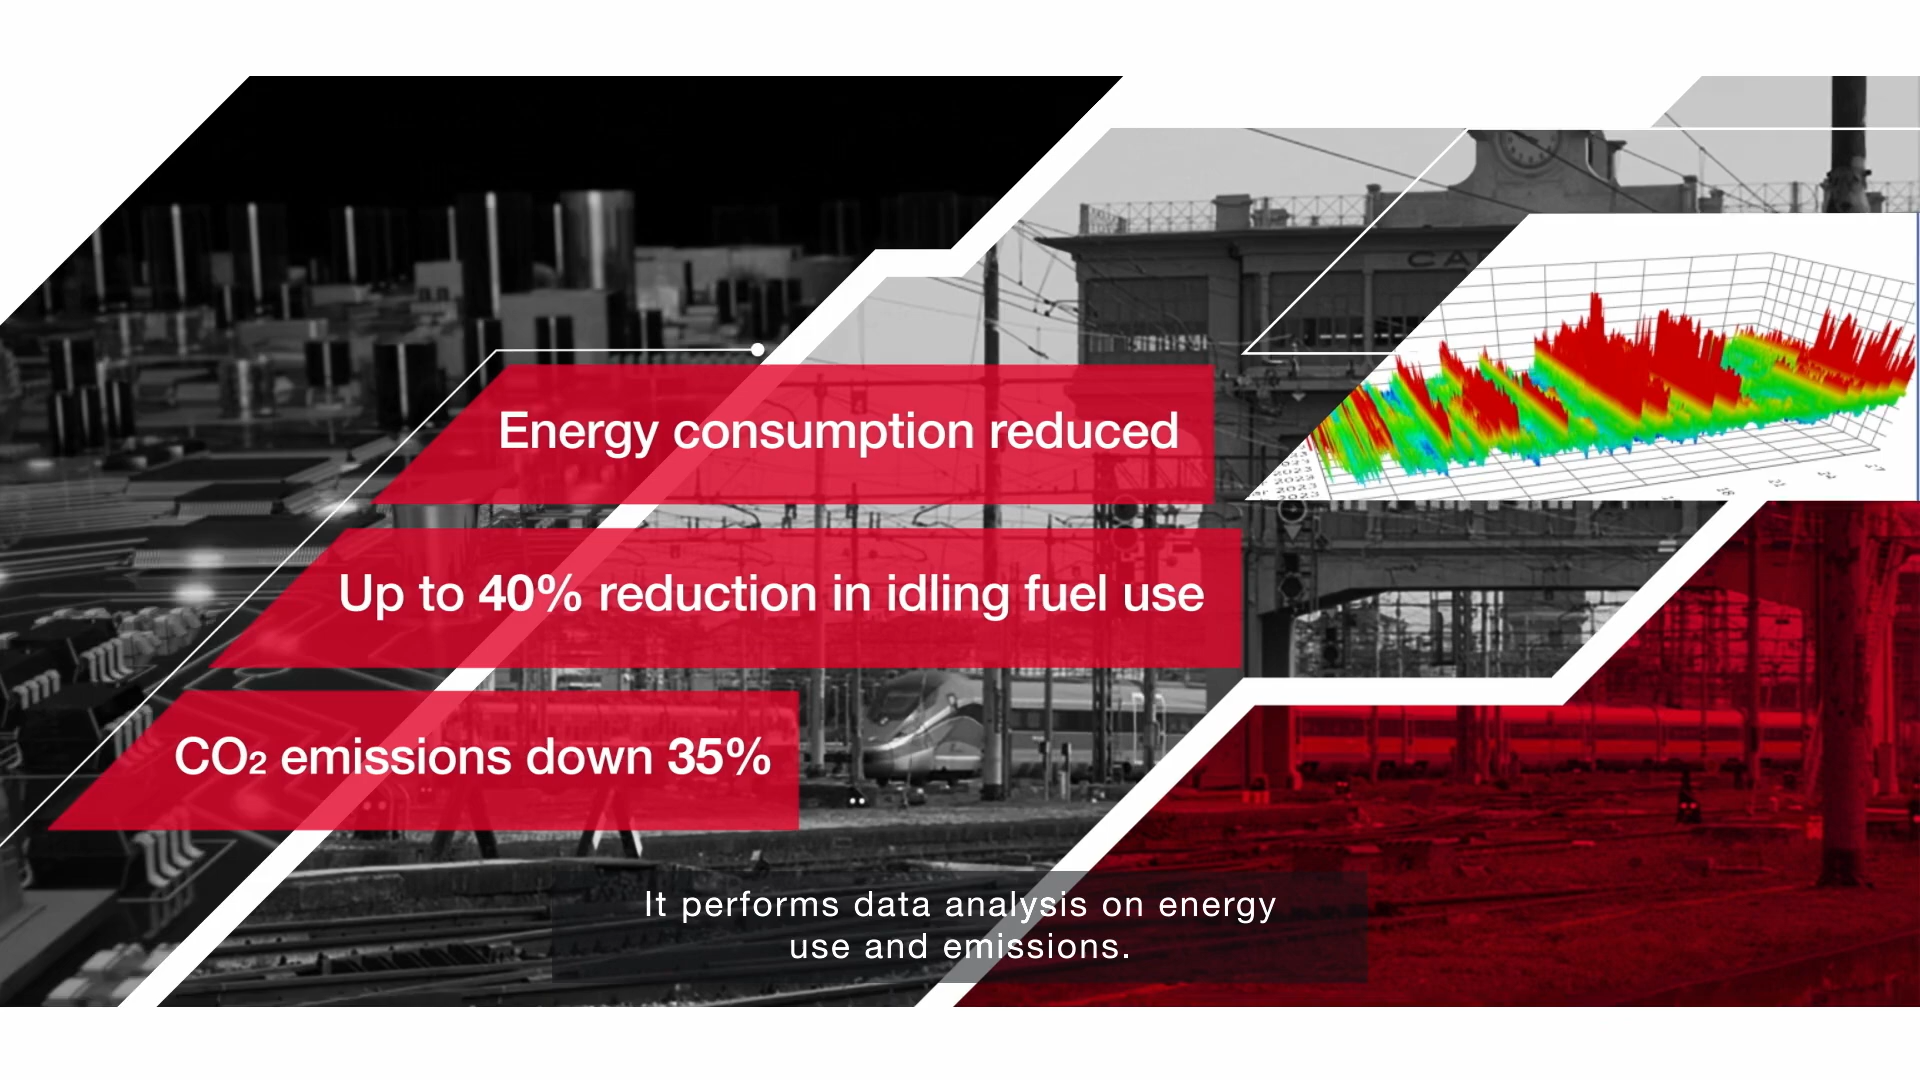 CA
Energy consumption reduced
Up to 40% reduction in idling fuel use
CO₂ emissions down 35%
It performs data analysis on energy
use and emissions.